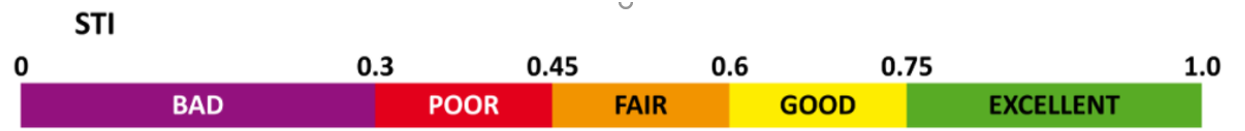 STI
0 0.3 0.45 0.6 0.75 1.0
BAD POOR FAIR GOOD EXCELLENT